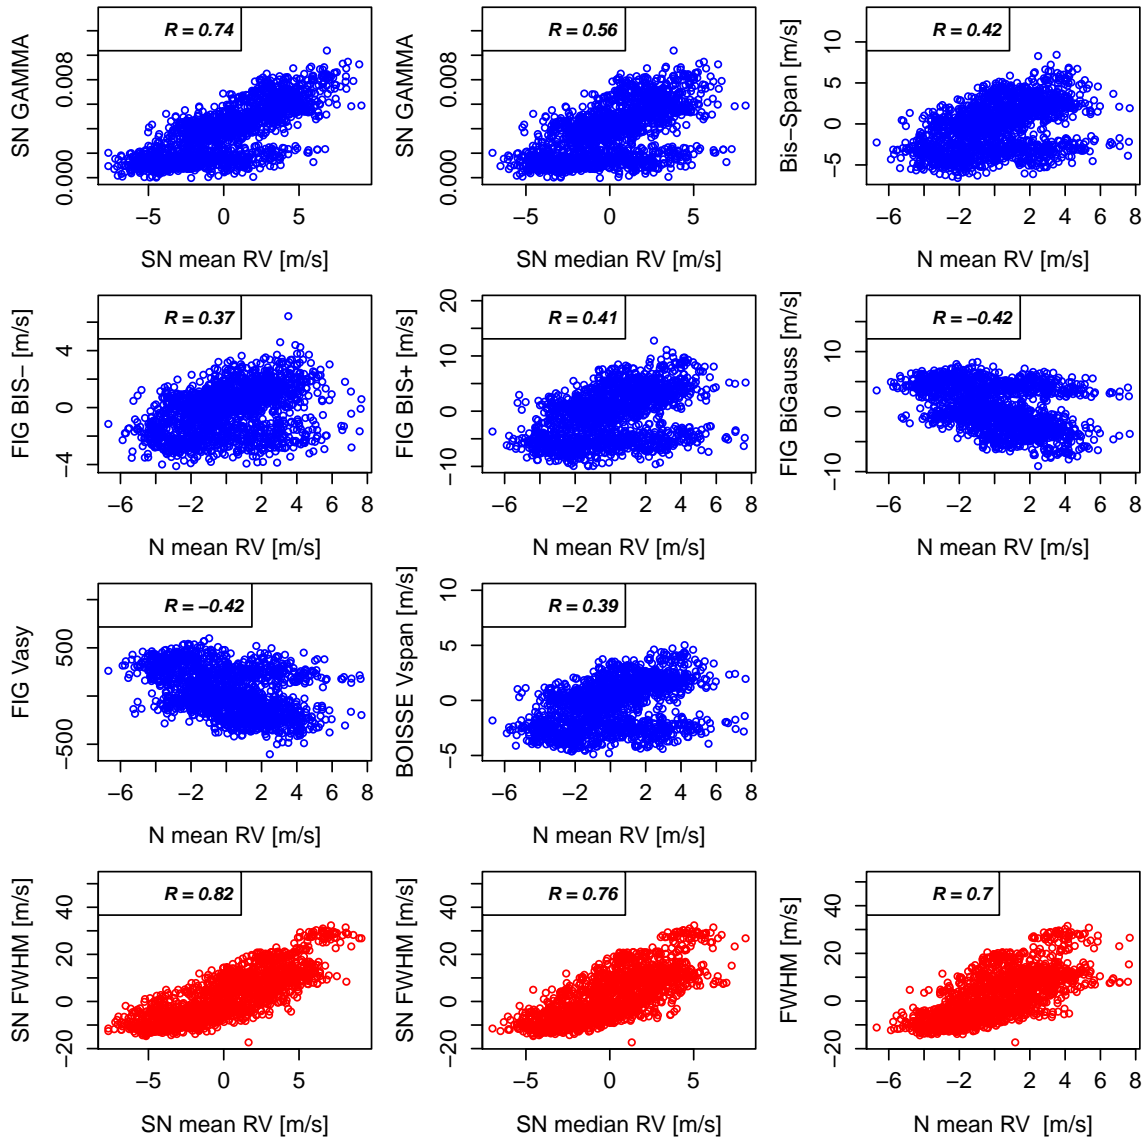 R = 0.74
SN GAMMA
0.008
0.000
−5 0 5
SN mean RV [m/s]
R = 0.56
SN GAMMA
0.008
0.000
−5 0 5
SN median RV [m/s]
R = 0.42
Bis−Span [m/s]
10
5
0
−5
−6 −2 0 2 4 6 8
N mean RV [m/s]
R = 0.37
FIG BIS− [m/s]
4
0
−4
−6 −2 0 2 4 6 8
N mean RV [m/s]
R = 0.41
FIG BIS+ [m/s]
20
10
0
−10
−6 −2 0 2 4 6 8
N mean RV [m/s]
R = −0.42
FIG BiGauss [m/s]
10
0
−10
−6 −2 0 2 4 6 8
N mean RV [m/s]
R = −0.42
FIG Vasy
500
−500
−6 −2 0 2 4 6 8
N mean RV [m/s]
R = 0.39
BOISSE Vspan [m/s]
10
5
0
5
−6 −2 0 2 4 6 8
N mean RV [m/s]
R = 0.82
SN FWHM [m/s]
40
20
0
−20
−5 0 5
SN mean RV [m/s]
R = 0.76
SN FWHM [m/s]
40
20
0
−20
−5 0 5
SN median RV [m/s]
R = 0.7
FWHM [m/s]
40
20
0
−20
−6 −2 0 2 4 6 8
N mean RV [m/s]